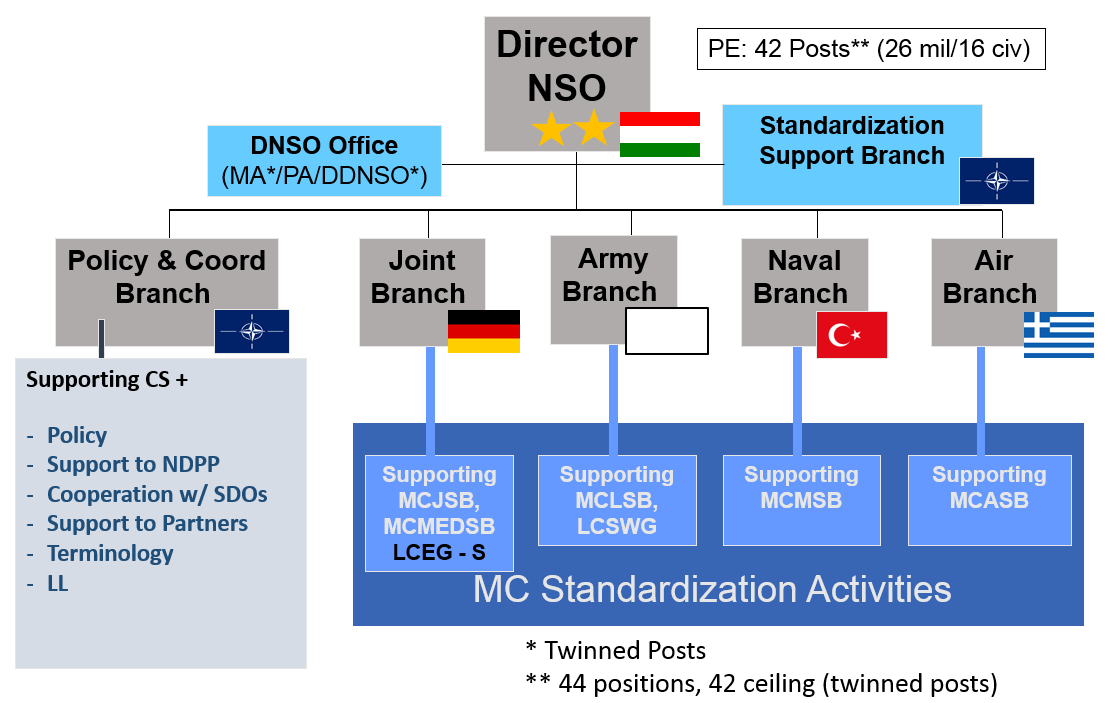 Director
NSO
PE: 42 Posts** (26 mil/16 civ)
DNSO Office
(MA*/PA/DDNSO*)
Standardization
Support Branch
Policy & Coord
Branch
Joint
Branch
Army
Branch
Naval
Branch
Air
Branch
Supporting CS +
- Policy
- Support to NDPP
- Cooperation w/ SDOs
- Support to Partners
- Terminology
- LL
Supporting
MCJSB,
MCMEDSB
LCEG - S
Supporting
MCLSB,
LCSWG
Supporting
MCMSB
Supporting
MCASB
MC Standardization Activities
* Twinned Posts
** 44 positions, 42 ceiling (twinned posts)